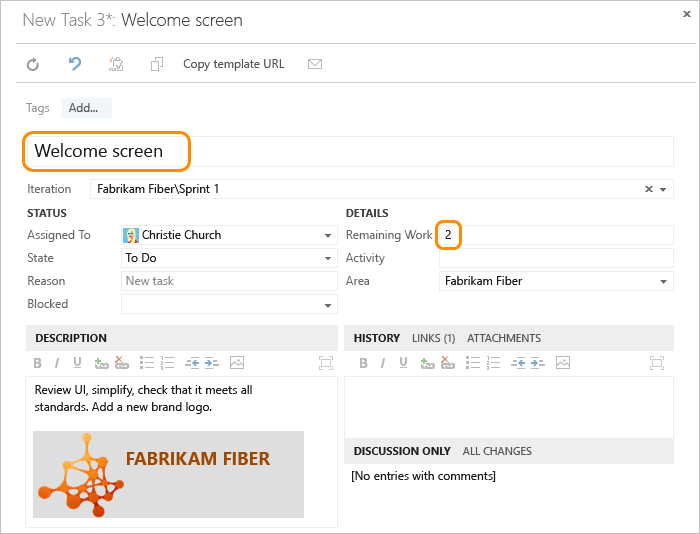 New Task 3*: Welcome screen
Copy template URL
Tags Add...
Welcome screen
Iteration Fabrikam Fiber\Sprint 1
STATUS DETAILS
Assigned To Christie Church Remaining Work 2
State To Do Activity
Reason New task Area Fabrikam Fiber
Blocked
DESCRIPTION
B I U
Review UI, simplify, check that it meets all
standards. Add a new brand logo.
FABRIKAM FIBER
HISTORY LINKS (1) ATTACHMENTS
B I U
DISCUSSION ONLY ALL CHANGES
[No entries with comments]